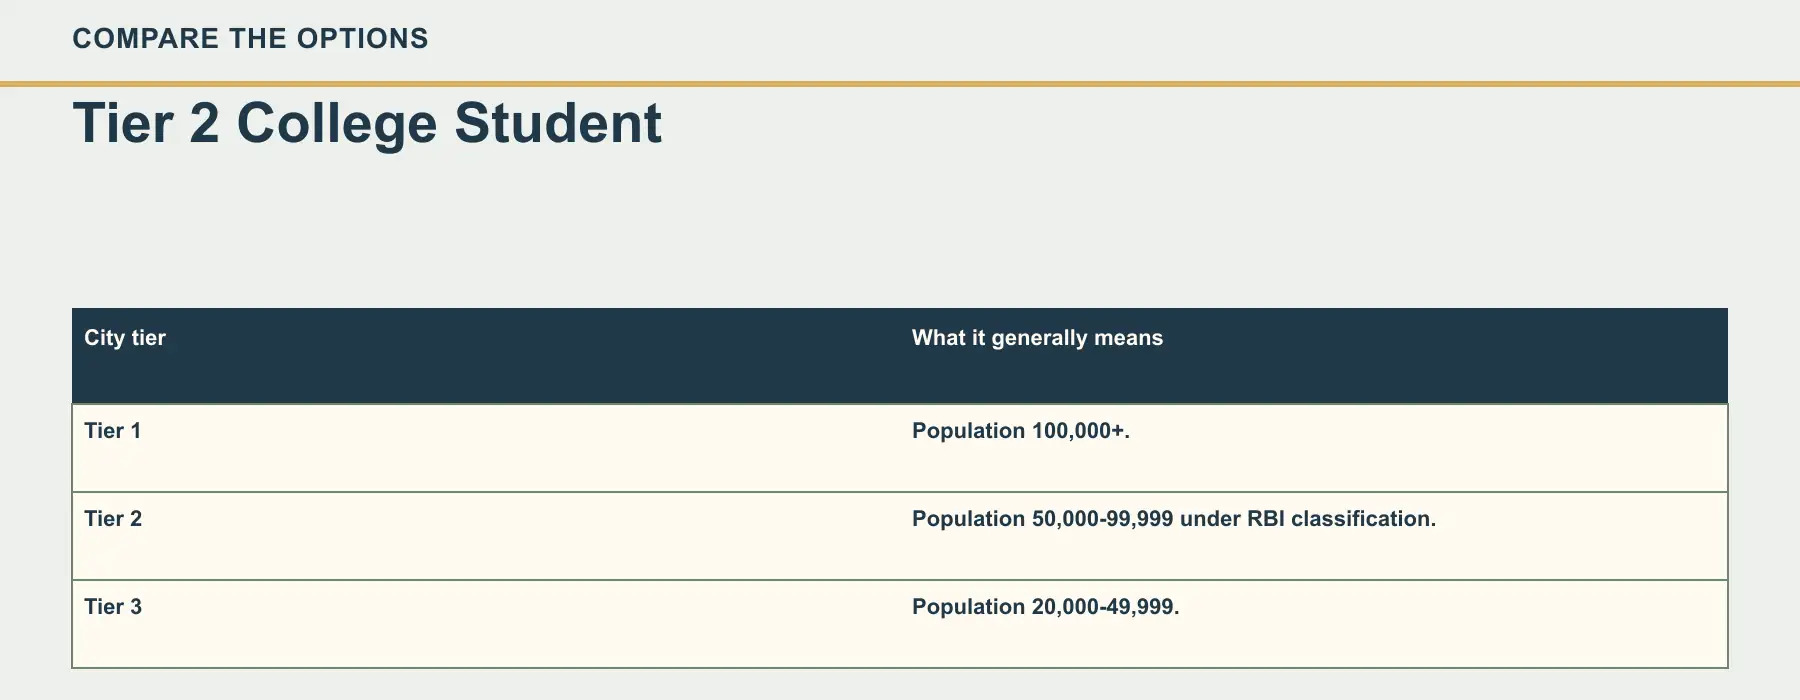 COMPARE THE OPTIONS
Tier 2 College Student
City tier What it generally means
Tier 1 Population 100,000+.
Tier 2 Population 50,000-99,999 under RBI classification.
Tier 3 Population 20,000-49,999.